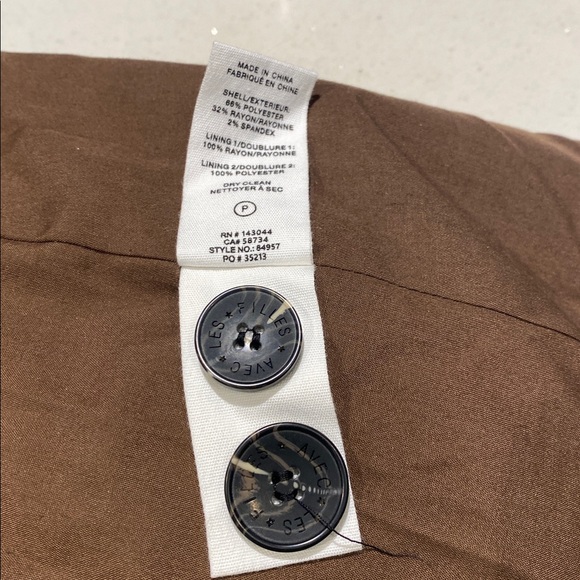 MADE IN CHINA
FABRIQUÉ EN CHINE
SHELL/EXTERIEUR:
66% POLYESTER
32% RAYON/RAYONNE
2% SPANDEX
LINING 1/DOUBLURE 1:
100% RAYON/RAYONNE
LINING 2/DOUBLURE 2:
100% POLYESTER
DRY CLEAN
NETTOYER À SEC
P
RN # 143044
CA# 58734
STYLE NO.: 84957
PO # 35213
LES ★ FILLES ★ AVEC ★
AVEC ★ LES ★ FILLES